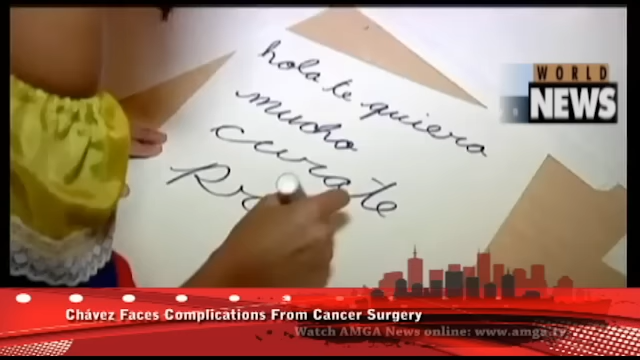 hola te quiero
mucho
curate
WORLD
NEWS
Chávez Faces Complications From Cancer Surgery
Watch AMGA News online: www.amga.tv